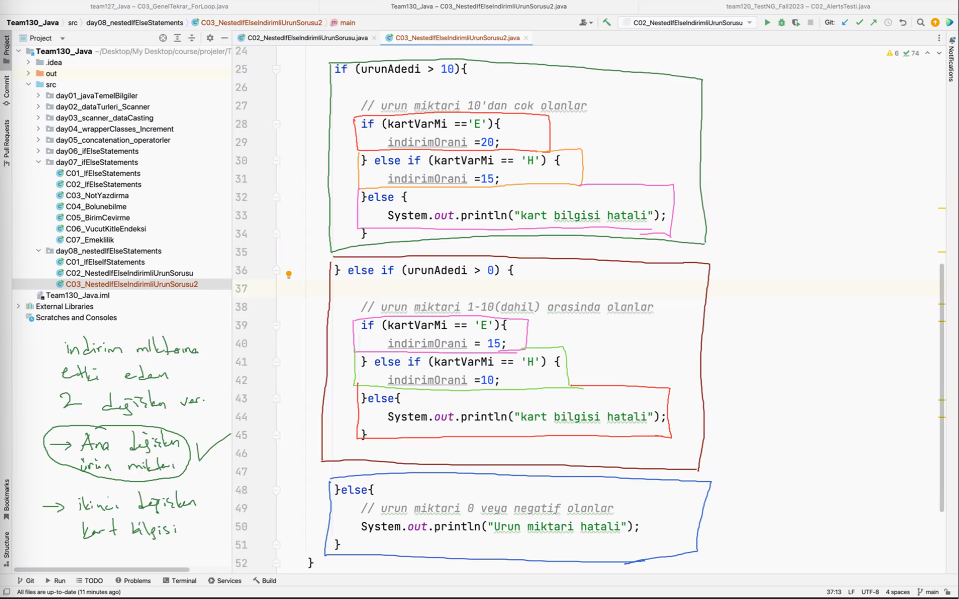 team127_Java – C03_GenelTekrar_ForLoop.java
Team130_Java – C03_NestedIfElseIndirimliUrunSorusu2.java
team120_TestNG_Fall2023 – C02_AlertsTesti.java
Team130_Java › src › day08_nestedIfElseStatements › C03_NestedIfElseIndirimliUrunSorusu2 › main
C02_NestedIfElseIndirimliUrunSorusu
Git:
Project
C02_NestedIfElseIndirimliUrunSorusu.java
C03_NestedIfElseIndirimliUrunSorusu2.java
Team130_Java ~/Desktop/My Desktop/course/projeler/T
.idea
out
src
day01_javaTemelBilgiler
day02_dataTurleri_Scanner
day03_scanner_dataCasting
day04_wrapperClasses_Increment
day05_concatenation_operatorler
day06_ifElseStatements
day07_ifElseStatements
C01_IfElseStatements
C02_IfElseStatements
C03_NotYazdirma
C04_Bolunebilme
C05_BirimCevirme
C06_VucutKitleEndeksi
C07_Emeklilik
day08_nestedIfElseStatements
C01_IfElseIfStatements
C02_NestedIfElseIndirimliUrunSorusu
C03_NestedIfElseIndirimliUrunSorusu2
Team130_Java.iml
External Libraries
Scratches and Consoles
Project
Commit
Pull Requests
Bookmarks
Structure
Notifications
6 74
24
25 if (urunAdedi > 10){
26
27 // urun miktari 10'dan cok olanlar
28 if (kartVarMi =='E'){
29 indirimOrani =20;
30 } else if (kartVarMi == 'H') {
31 indirimOrani =15;
32 }else {
33 System.out.println("kart bilgisi hatali");
34 }
35
36 } else if (urunAdedi > 0) {
37
38 // urun miktari 1-10(dahil) arasinda olanlar
39 if (kartVarMi == 'E'){
40 indirimOrani = 15;
41 } else if (kartVarMi == 'H') {
42 indirimOrani =10;
43 }else{
44 System.out.println("kart bilgisi hatali");
45 }
46
47
48 }else{
49 // urun miktari 0 veya negatif olanlar
50 System.out.println("Urun miktari hatali");
51 }
52 }
indirim miktarına
etki eden
2 değişken var.
→ Ana değişken
ürün miktarı
→ ikinci değişken
kart bilgisi
Git Run TODO Problems Terminal Services Build
All files are up-to-date (11 minutes ago)
37:13 LF UTF-8 4 spaces main